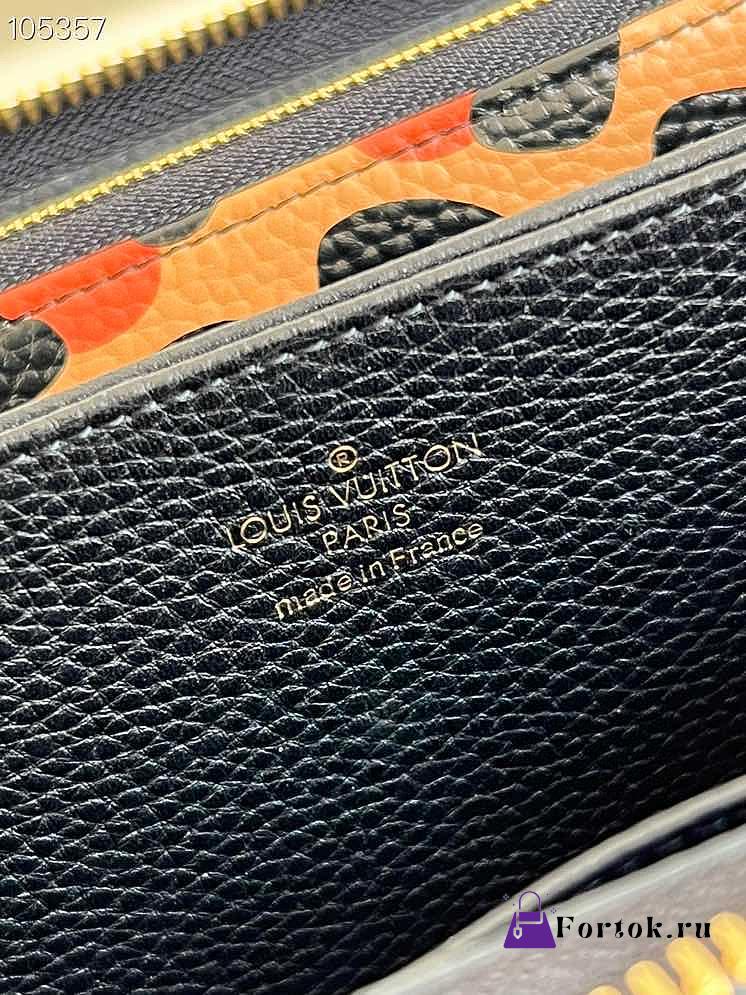 105357
®
LOUIS VUITTON
PARIS
made in France
Fortok.ru